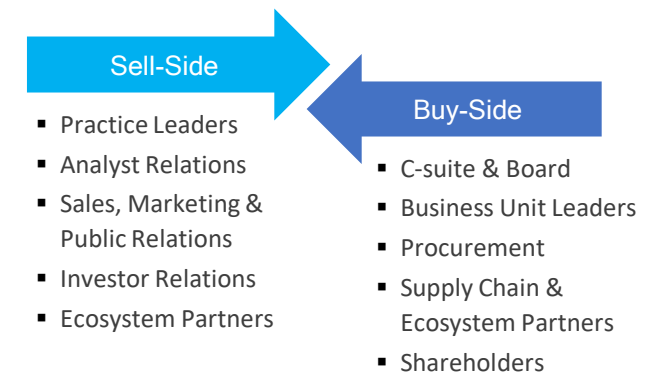 Sell-Side
▪ Practice Leaders
▪ Analyst Relations
▪ Sales, Marketing &
Public Relations
▪ Investor Relations
▪ Ecosystem Partners
Buy-Side
▪ C-suite & Board
▪ Business Unit Leaders
▪ Procurement
▪ Supply Chain &
Ecosystem Partners
▪ Shareholders